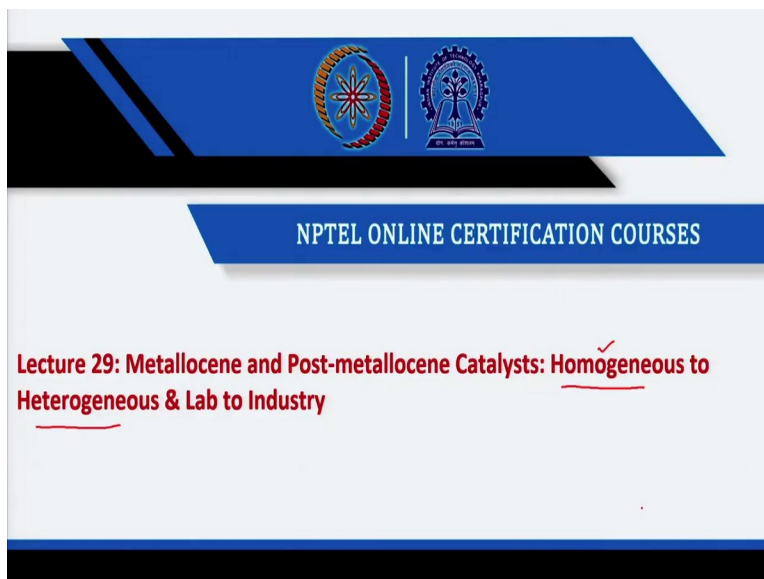 NPTEL ONLINE CERTIFICATION COURSES
Lecture 29: Metallocene and Post-metallocene Catalysts: Homogeneous to
Heterogeneous & Lab to Industry